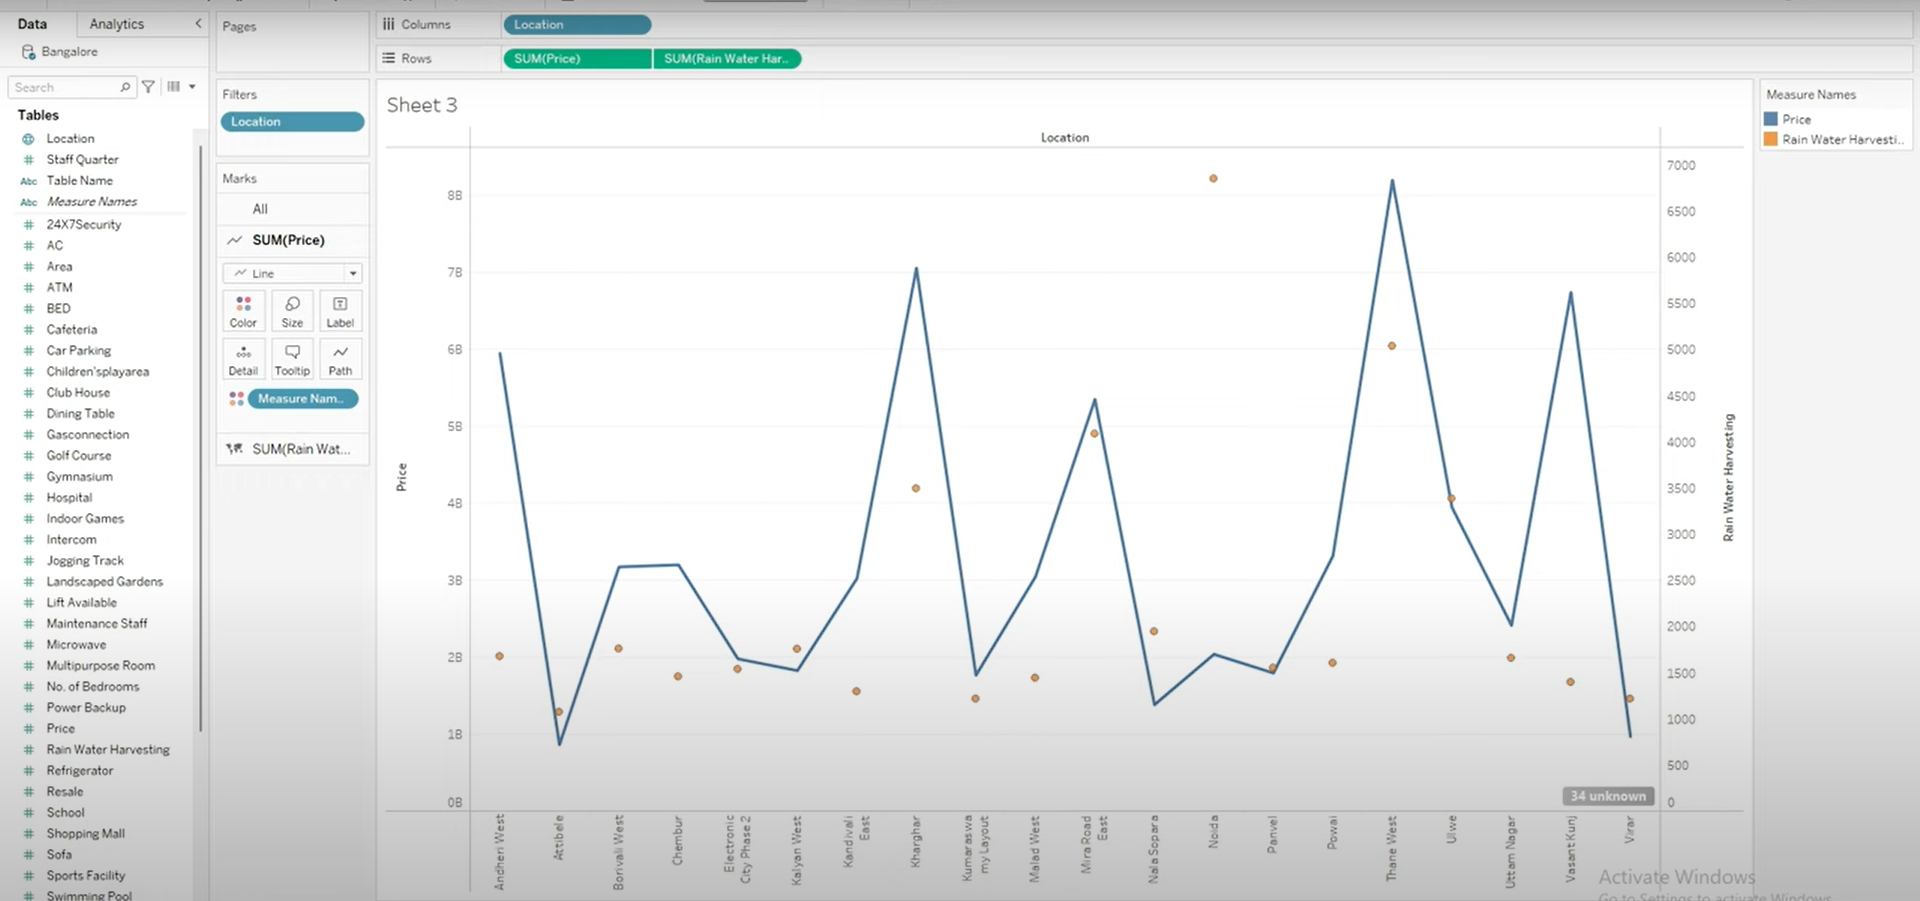 Data
Analytics
Bangalore
Search
Tables
Location
Staff Quarter
Abc Table Name
Abc Measure Names
24X7Security
AC
Area
ATM
BED
Cafeteria
Car Parking
Children'splayarea
Club House
Dining Table
Gasconnection
Golf Course
Gymnasium
Hospital
Indoor Games
Intercom
Jogging Track
Landscaped Gardens
Lift Available
Maintenance Staff
Microwave
Multipurpose Room
No. of Bedrooms
Power Backup
Price
Rain Water Harvesting
Refrigerator
Resale
School
Shopping Mall
Sofa
Sports Facility
Swimming Pool
Pages
Filters
Location
Marks
All
SUM(Price)
Line
Color
Size
Label
Detail
Tooltip
Path
Measure Nam..
SUM(Rain Wat...
Columns
Location
Rows
SUM(Price)
SUM(Rain Water Har..
Sheet 3
Location
Price
8B
7B
6B
5B
4B
3B
2B
1B
0B
7000
6500
6000
5500
5000
4500
4000
3500
3000
2500
2000
1500
1000
500
0
Rain Water Harvesting
34 unknown
Andheri West
Attibele
Borivali West
Chembur
Electronic
City Phase 2
Kalyan West
Kandivali
East
Kharghar
Kumaraswa
my Layout
Malad West
Mira Road
East
Nala Sopara
Noida
Panvel
Powai
Thane West
Ulwe
Uttam Nagar
Vasant Kunj
Virar
Measure Names
Price
Rain Water Harvesti..
Activate Windows
Go to Settings to activate Windows.